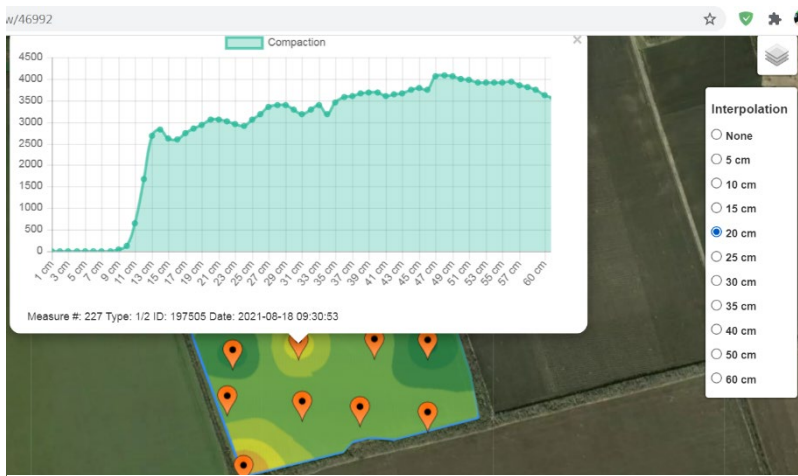 w/46992
Compaction
×
4500
4000
3500
3000
2500
2000
1500
1000
500
0
1 cm
3 cm
5 cm
7 cm
9 cm
11 cm
13 cm
15 cm
17 cm
19 cm
21 cm
23 cm
25 cm
27 cm
29 cm
31 cm
33 cm
35 cm
37 cm
39 cm
41 cm
43 cm
45 cm
47 cm
49 cm
51 cm
53 cm
55 cm
57 cm
60 cm
Measure #: 227 Type: 1/2 ID: 197505 Date: 2021-08-18 09:30:53
Interpolation
None
5 cm
10 cm
15 cm
20 cm
25 cm
30 cm
35 cm
40 cm
50 cm
60 cm